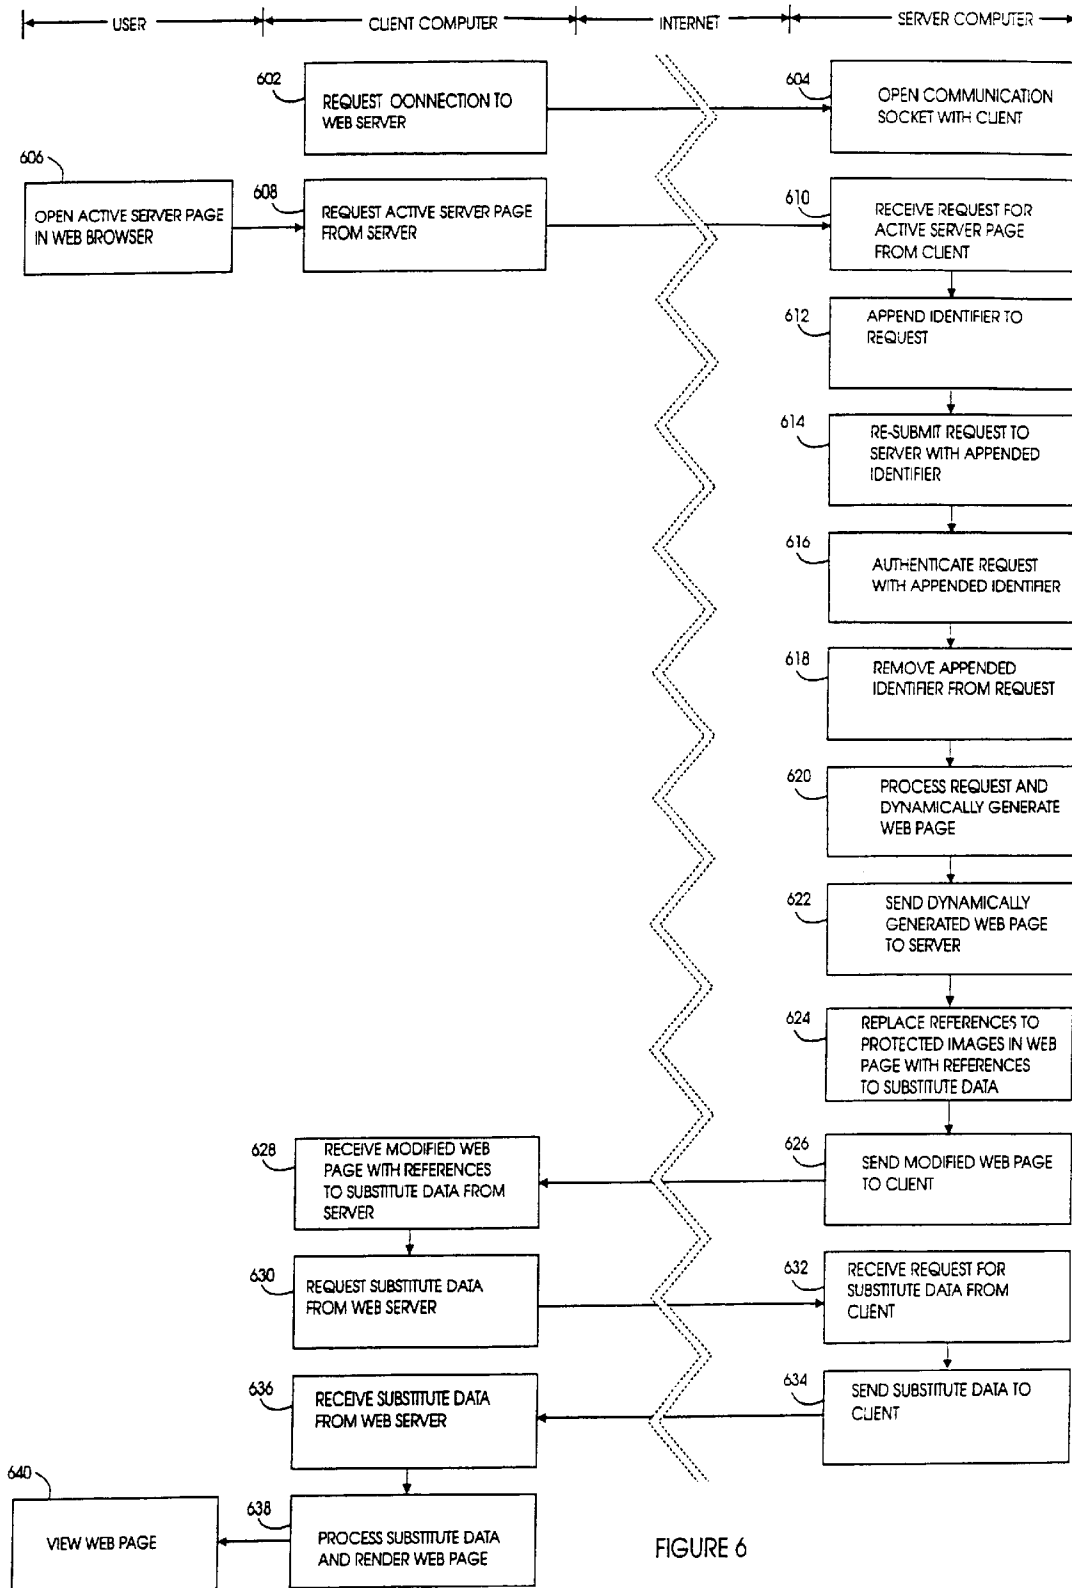 USER
CLIENT COMPUTER
INTERNET
SERVER COMPUTER
602
REQUEST OONNECTION TO
WEB SERVER
604
OPEN COMMUNICATION
SOCKET WITH CLIENT
606
OPEN ACTIVE SERVER PAGE
IN WEB BROWSER
608
REQUEST ACTIVE SERVER PAGE
FROM SERVER
610
RECEIVE REQUEST FOR
ACTIVE SERVER PAGE
FROM CLIENT
612
APPEND IDENTIFIER TO
REQUEST
614
RE-SUBMIT REQUEST TO
SERVER WITH APPENDED
IDENTIFIER
616
AUTHENTICATE REQUEST
WITH APPENDED IDENTIFIER
618
REMOVE APPENDED
IDENTIFIER FROM REQUEST
620
PROCESS REQUEST AND
DYNAMICALLY GENERATE
WEB PAGE
622
SEND DYNAMICALLY
GENERATED WEB PAGE
TO SERVER
624
REPLACE REFERENCES TO
PROTECTED IMAGES IN WEB
PAGE WITH REFERENCES
TO SUBSTITUTE DATA
626
SEND MODIFIED WEB PAGE
TO CLIENT
628
RECEIVE MODIFIED WEB
PAGE WITH REFERENCES
TO SUBSTITUTE DATA FROM
SERVER
630
REQUEST SUBSTITUTE DATA
FROM WEB SERVER
632
RECEIVE REQUEST FOR
SUBSTITUTE DATA FROM
CLIENT
634
SEND SUBSTITUTE DATA TO
CLIENT
636
RECEIVE SUBSTITUTE DATA
FROM WEB SERVER
638
PROCESS SUBSTITUTE DATA
AND RENDER WEB PAGE
640
VIEW WEB PAGE
FIGURE 6